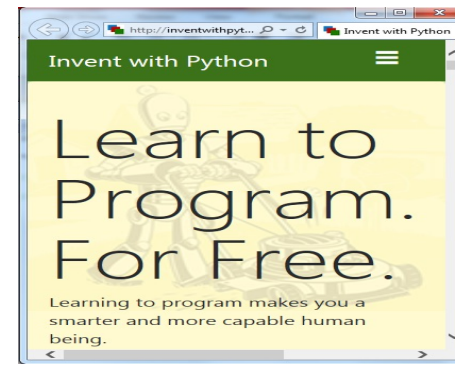 http://inventwithpyt...
Invent with Python
Invent with Python
Learn to
Program.
For Free.
Learning to program makes you a
smarter and more capable human
being.